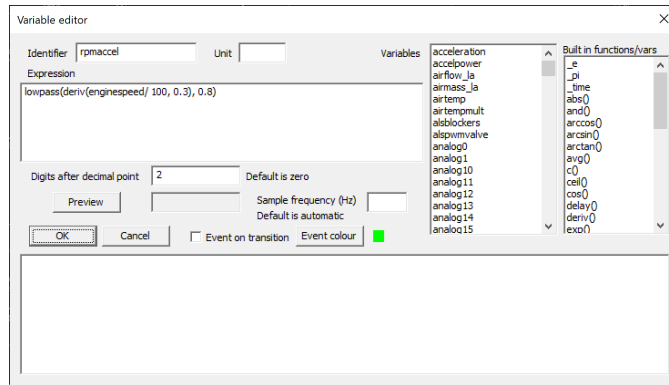 Variable editor
Identifier rpmaccel Unit Variables
Expression
lowpass(deriv(enginespeed/ 100, 0.3), 0.8)
Digits after decimal point 2 Default is zero
Preview Sample frequency (Hz)
Default is automatic
OK Cancel Event on transition Event colour
acceleration
accelpower
airflow_la
airmass_la
airtemp
airtempmult
alsblockers
alspwmvalve
analog0
analog1
analog10
analog11
analog12
analog13
analog14
analog15
Built in functions/vars
_e
_pi
_time
abs()
and()
arccos()
arcsin()
arctan()
avg()
c()
ceil()
cos()
delay()
deriv()
exp()